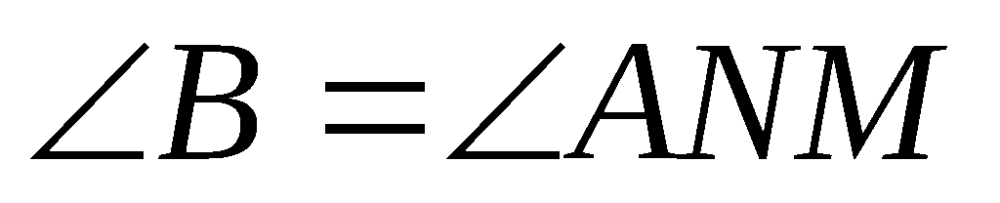 ∠B = ∠ANM